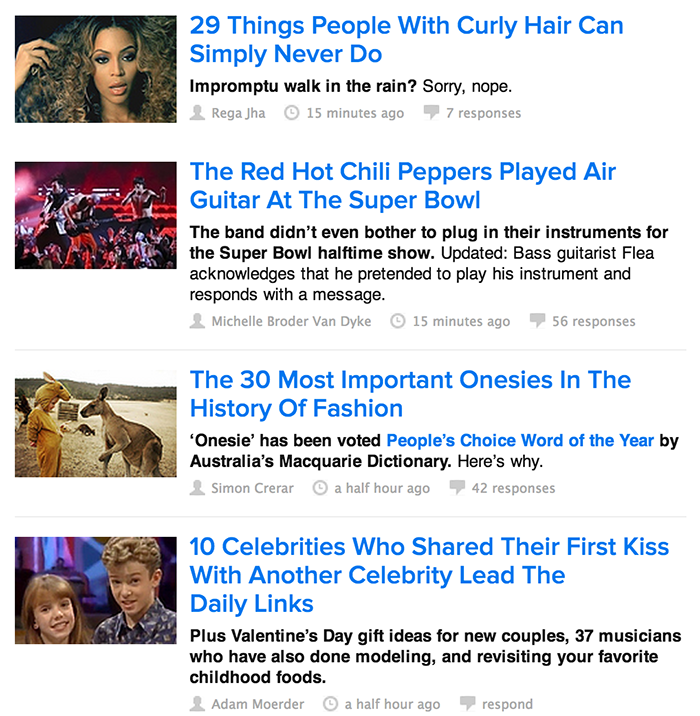 29 Things People With Curly Hair Can
Simply Never Do
Impromptu walk in the rain? Sorry, nope.
Rega Jha 15 minutes ago 7 responses
The Red Hot Chili Peppers Played Air
Guitar At The Super Bowl
The band didn’t even bother to plug in their instruments for
the Super Bowl halftime show. Updated: Bass guitarist Flea
acknowledges that he pretended to play his instrument and
responds with a message.
Michelle Broder Van Dyke 15 minutes ago 56 responses
The 30 Most Important Onesies In The
History Of Fashion
‘Onesie’ has been voted People’s Choice Word of the Year by
Australia’s Macquarie Dictionary. Here’s why.
Simon Crerar a half hour ago 42 responses
10 Celebrities Who Shared Their First Kiss
With Another Celebrity Lead The
Daily Links
Plus Valentine’s Day gift ideas for new couples, 37 musicians
who have also done modeling, and revisiting your favorite
childhood foods.
Adam Moerder a half hour ago respond